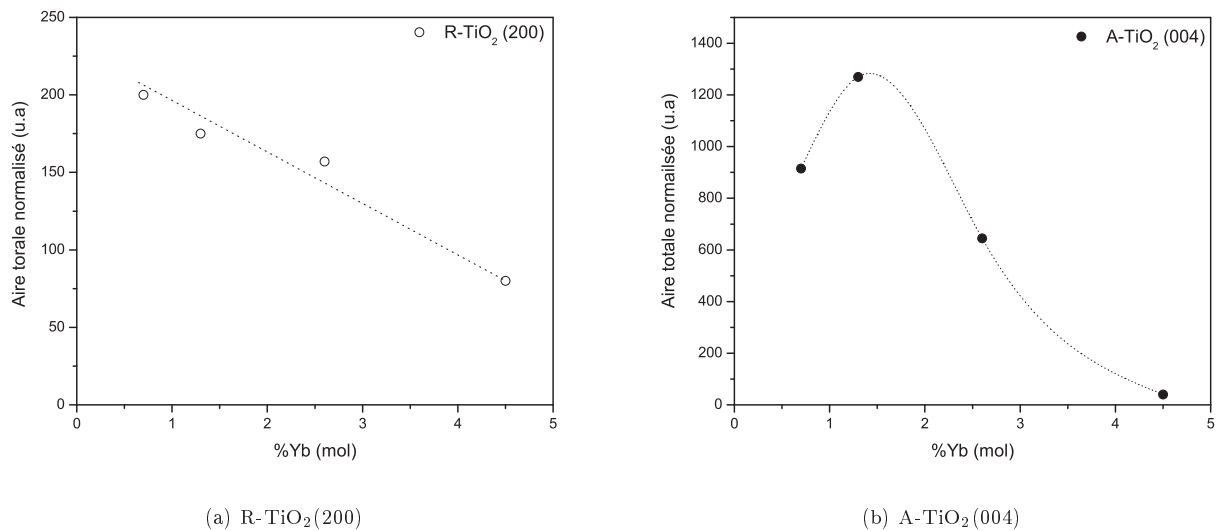 250
200
150
100
50
0
0 1 2 3 4 5
Aire torale normalisé (u.a)
%Yb (mol)
R-TiO₂ (200)
(a) R-TiO₂(200)
1400
1200
1000
800
600
400
200
0
0 1 2 3 4 5
Aire totale normailsée (u.a)
%Yb (mol)
A-TiO₂ (004)
(b) A-TiO₂(004)